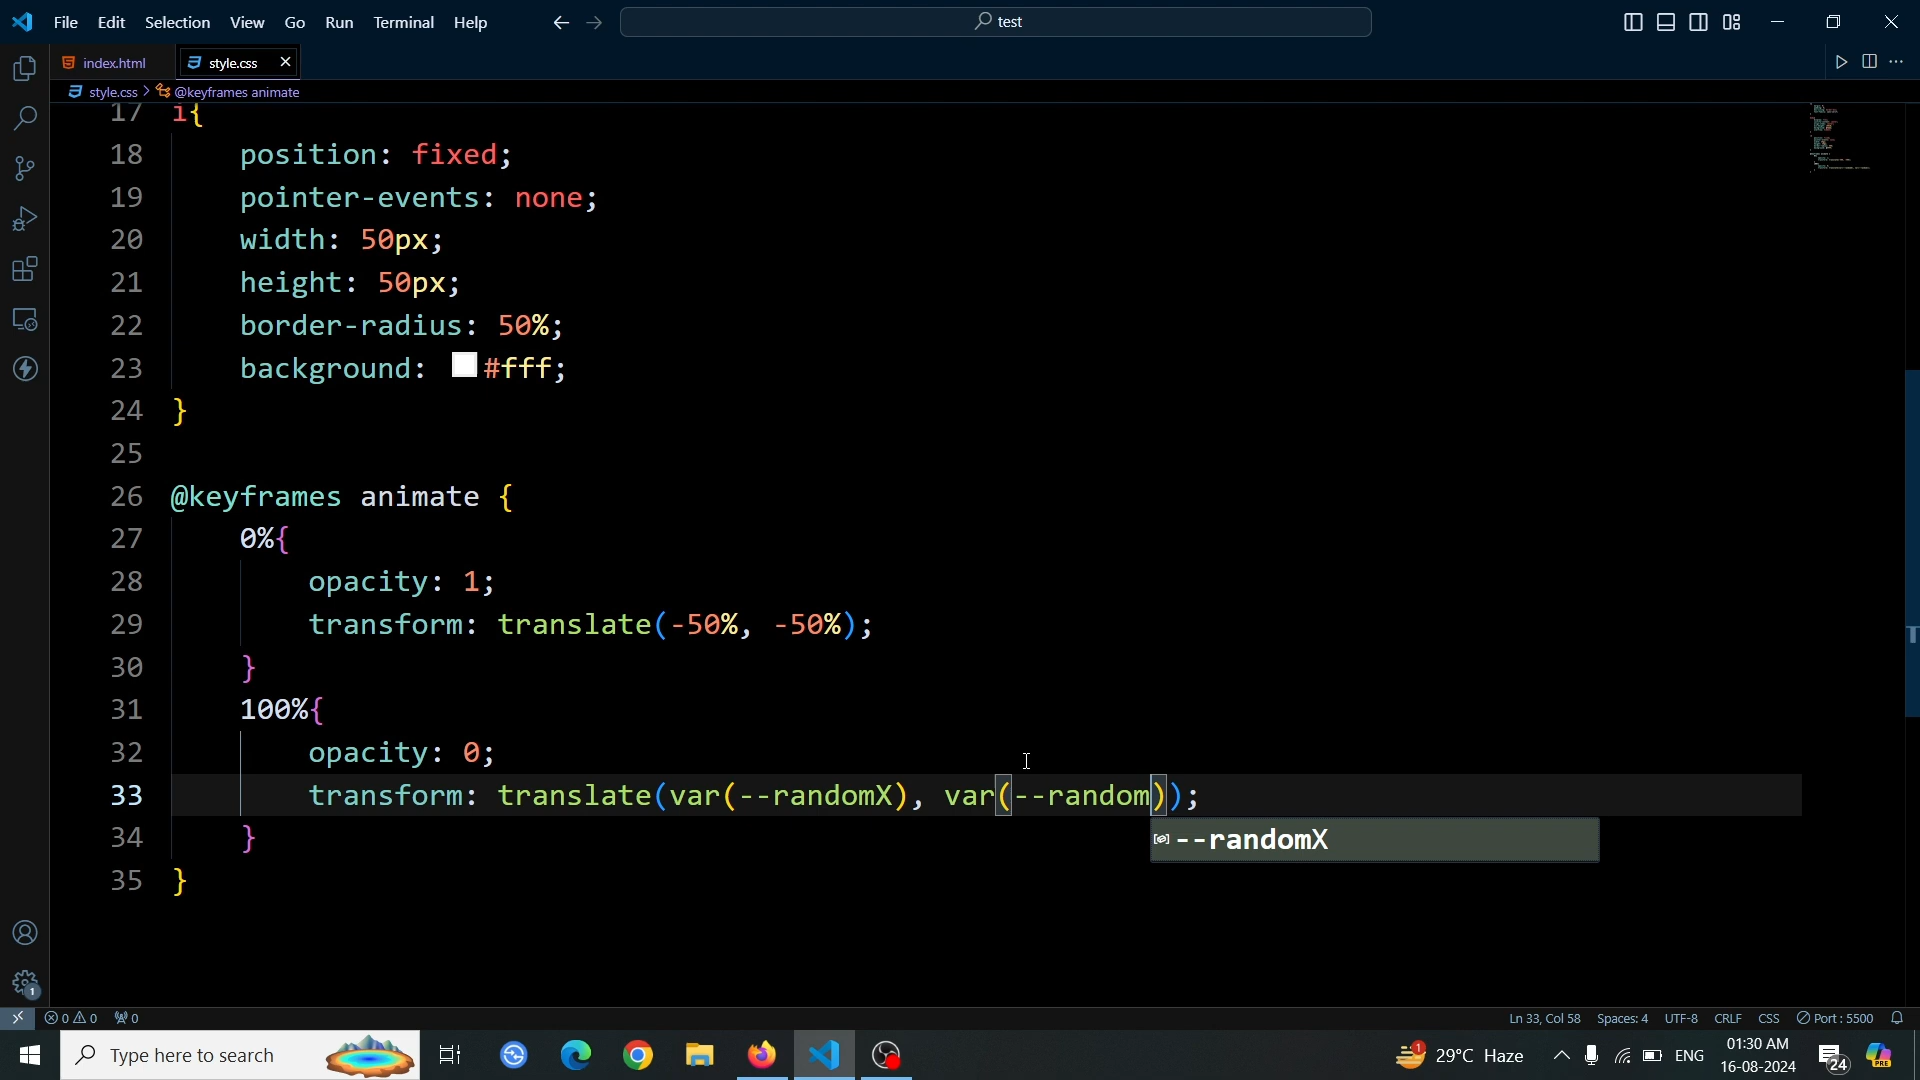 File Edit Selection View Go Run Terminal Help
test
index.html
style.css
style.css > @keyframes animate
17 i{
18 position: fixed;
19 pointer-events: none;
20 width: 50px;
21 height: 50px;
22 border-radius: 50%;
23 background: #fff;
24 }
25
26 @keyframes animate {
27 0%{
28 opacity: 1;
29 transform: translate(-50%, -50%);
30 }
31 100%{
32 opacity: 0;
33 transform: translate(var(--randomX), var(--random));
--randomX
34 }
35 }
1
0 0 0
Ln 33, Col 58 Spaces: 4 UTF-8 CRLF CSS Port : 5500
Type here to search
1
29°C Haze
ENG
01:30 AM
16-08-2024
24
PRE